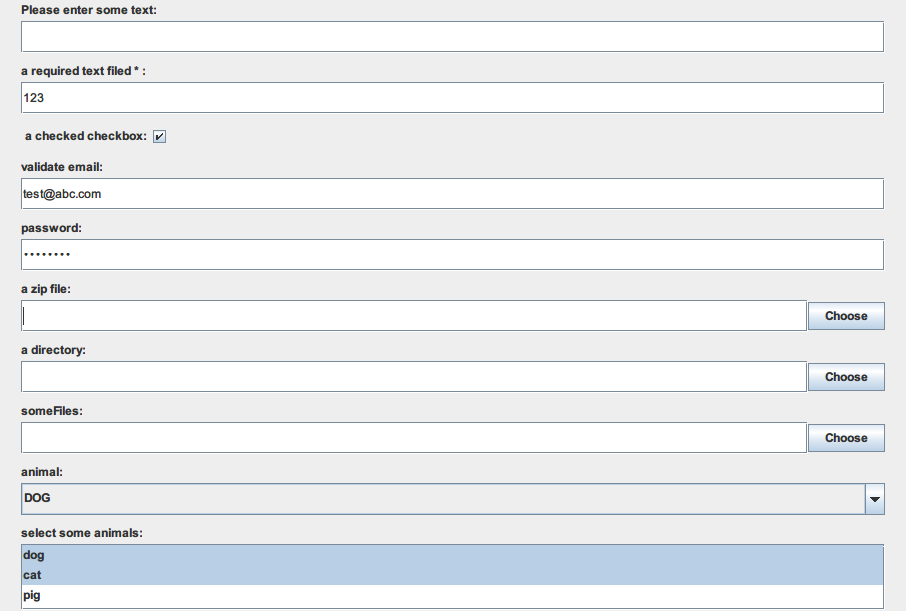 Please enter some text:
a required text filed * :
123
a checked checkbox:
validate email:
test@abc.com
password:
••••••••
a zip file:
Choose
a directory:
Choose
someFiles:
Choose
animal:
DOG
select some animals:
dog
cat
pig